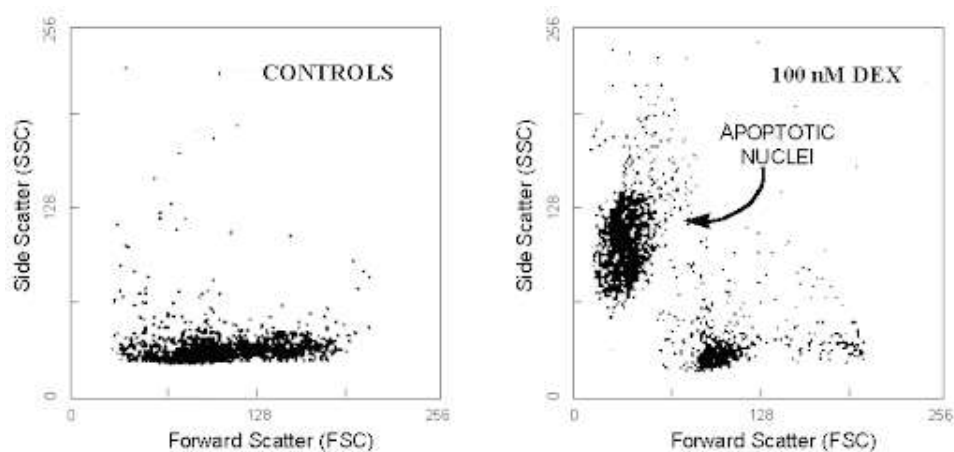 256
CONTROLS
Side Scatter (SSC)
128
0
0
128
256
Forward Scatter (FSC)
256
100 nM DEX
APOPTOTIC
NUCLEI
Side Scatter (SSC)
128
0
0
128
256
Forward Scatter (FSC)